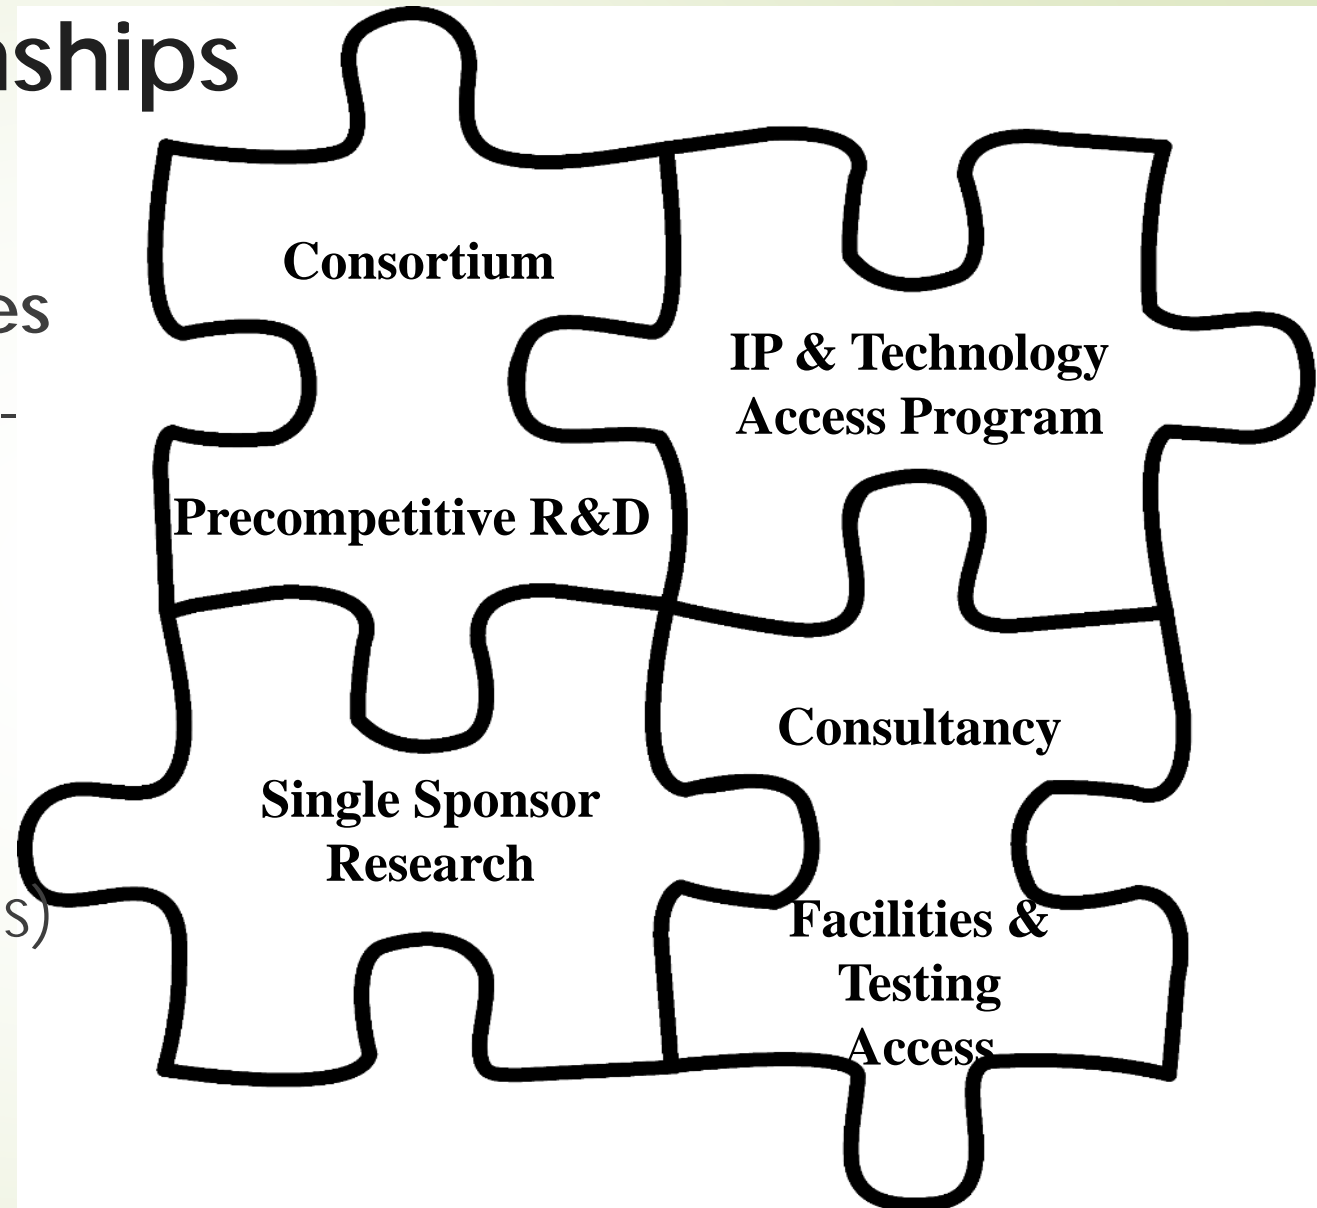 nships
Consortium
es
IP & Technology
Access Program
-
Precompetitive R&D
Consultancy
Single Sponsor
Research
s)
Facilities &
Testing
Access